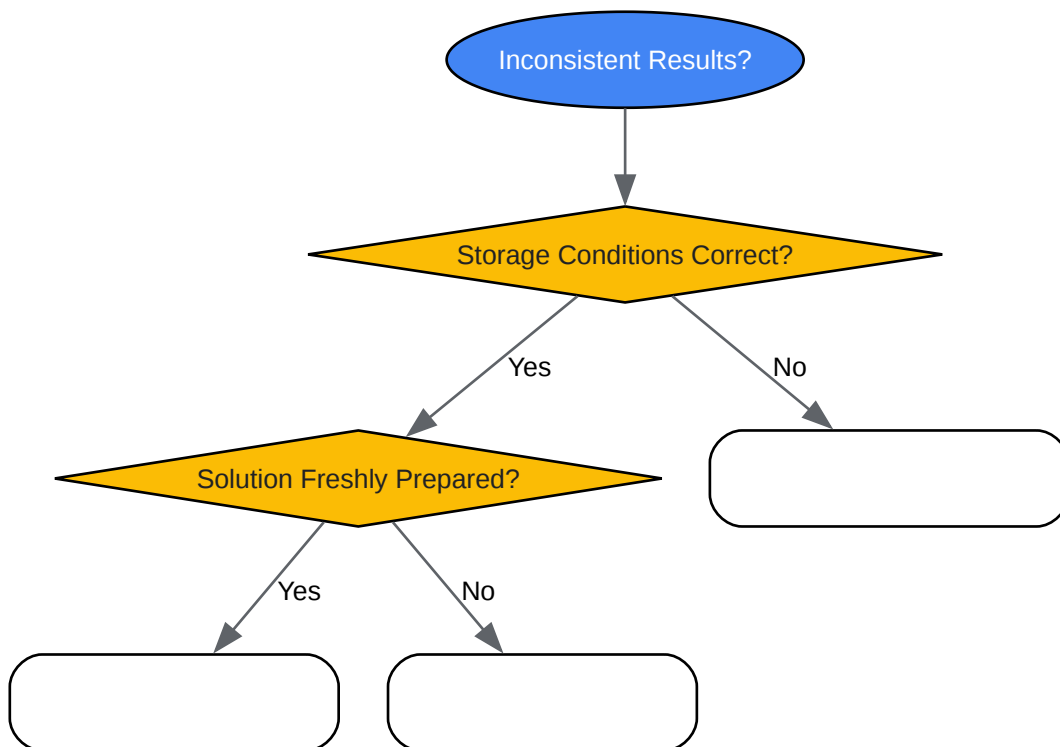 Inconsistent Results?
Storage Conditions Correct?
Yes
No
Solution Freshly Prepared?
Yes
No